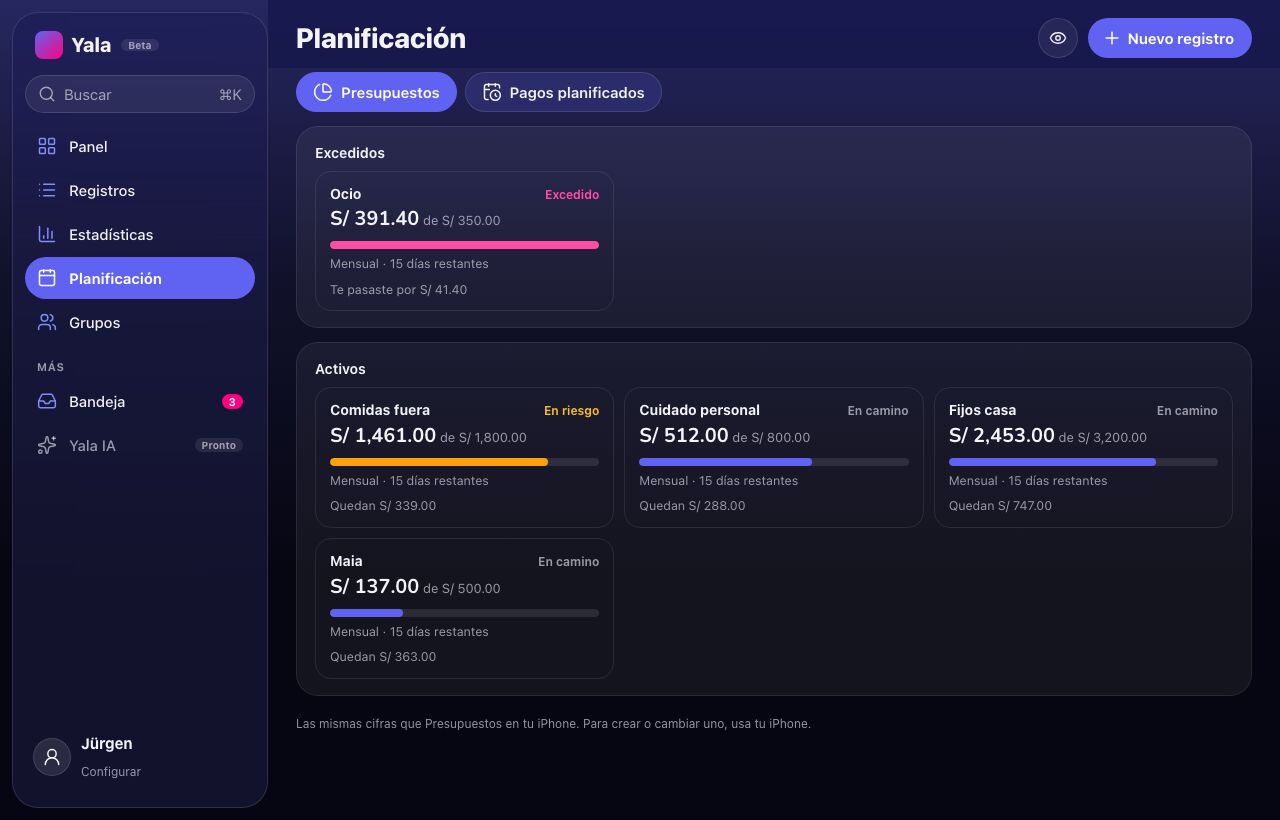 Yala Beta
Buscar ⌘K
Panel
Registros
Estadísticas
Planificación
Grupos
MÁS
Bandeja 3
Yala IA Pronto
Jürgen
Configurar
Planificación
Nuevo registro
Presupuestos
Pagos planificados
Excedidos
Ocio Excedido
S/ 391.40 de S/ 350.00
Mensual · 15 días restantes
Te pasaste por S/ 41.40
Activos
Comidas fuera En riesgo
S/ 1,461.00 de S/ 1,800.00
Mensual · 15 días restantes
Quedan S/ 339.00
Cuidado personal En camino
S/ 512.00 de S/ 800.00
Mensual · 15 días restantes
Quedan S/ 288.00
Fijos casa En camino
S/ 2,453.00 de S/ 3,200.00
Mensual · 15 días restantes
Quedan S/ 747.00
Maia En camino
S/ 137.00 de S/ 500.00
Mensual · 15 días restantes
Quedan S/ 363.00
Las mismas cifras que Presupuestos en tu iPhone. Para crear o cambiar uno, usa tu iPhone.